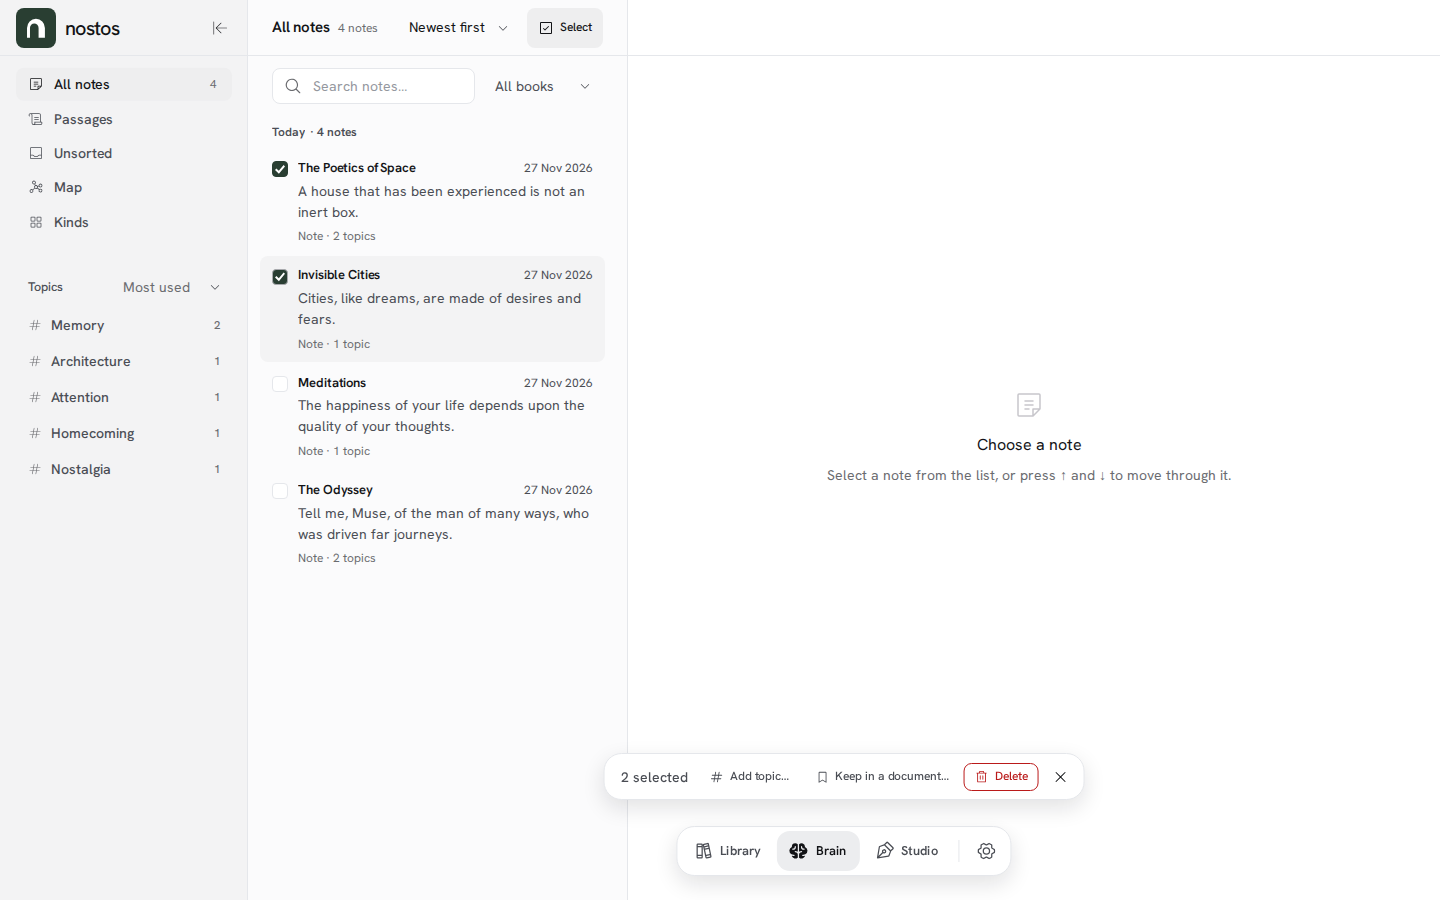 nostos
All notes 4
Passages
Unsorted
Map
Kinds
Topics Most used
# Memory 2
# Architecture 1
# Attention 1
# Homecoming 1
# Nostalgia 1
All notes 4 notes Newest first Select
Search notes... All books
Today · 4 notes
The Poetics of Space 27 Nov 2026
A house that has been experienced is not an
inert box.
Note · 2 topics
Invisible Cities 27 Nov 2026
Cities, like dreams, are made of desires and
fears.
Note · 1 topic
Meditations 27 Nov 2026
The happiness of your life depends upon the
quality of your thoughts.
Note · 1 topic
The Odyssey 27 Nov 2026
Tell me, Muse, of the man of many ways, who
was driven far journeys.
Note · 2 topics
Choose a note
Select a note from the list, or press ↑ and ↓ to move through it.
2 selected # Add topic... Keep in a document... Delete
Library Brain Studio